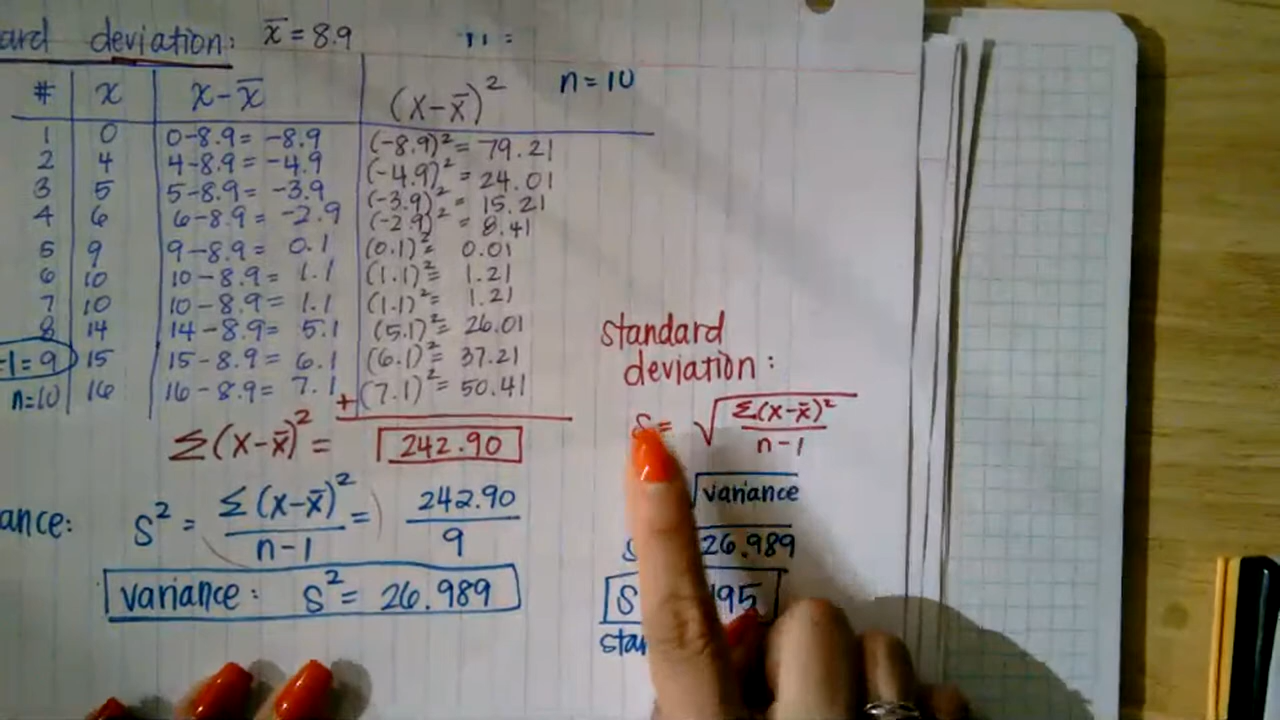 deviation: x̄ = 8.9
n = 10
# x x-x̄ (x-x̄)²
1 0 0-8.9= -8.9 (-8.9)²= 79.21
2 4 4-8.9= -4.9 (-4.9)²= 24.01
3 5 5-8.9= -3.9 (-3.9)²= 15.21
4 6 6-8.9= -2.9 (-2.9)²= 8.41
5 9 9-8.9= 0.1 (0.1)²= 0.01
6 10 10-8.9= 1.1 (1.1)²= 1.21
7 10 10-8.9= 1.1 (1.1)²= 1.21
8 14 14-8.9= 5.1 (5.1)²= 26.01
1=9 15 15-8.9= 6.1 (6.1)²= 37.21
n=10 16 16-8.9= 7.1 + (7.1)²= 50.41
Σ(x-x̄)² = 242.90
S² = Σ(x-x̄)²/n-1 = 242.90/9
variance: S² = 26.989
standard
deviation:
S = √Σ(x-x̄)²/n-1
√variance
26.989
S 195